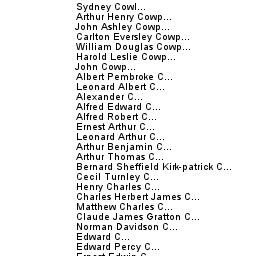 Sydney Cowl...
Arthur Henry Cowp...
John Ashley Cowp...
Carlton Eversley Cowp...
William Douglas Cowp...
Harold Leslie Cowp...
John Cowp...
Albert Pembroke C...
Leonard Albert C...
Alexander C...
Alfred Edward C...
Alfred Robert C...
Ernest Arthur C...
Leonard Arthur C...
Arthur Benjamin C...
Arthur Thomas C...
Bernard Sheffield Kirk-patrick C...
Cecil Turnley C...
Henry Charles C...
Charles Herbert James C...
Matthew Charles C...
Claude James Gratton C...
Norman Davidson C...
Edward C...
Edward Percy C...
Ernest Edwin C...